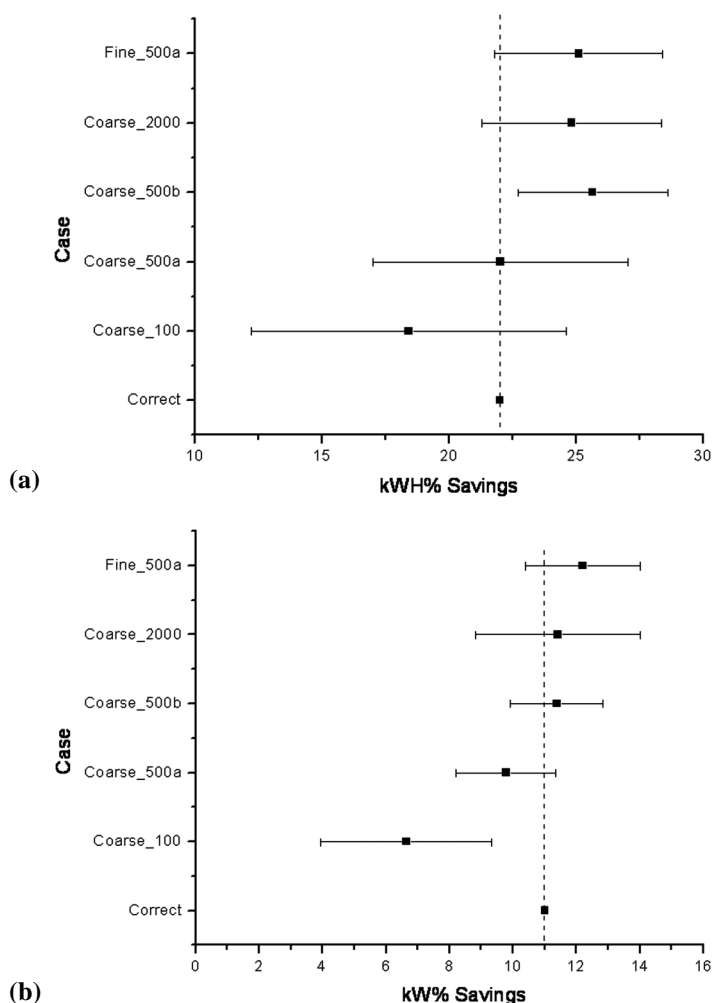 Fine_500a
Coarse_2000
Coarse_500b
Coarse_500a
Coarse_100
Correct
Case
10 15 20 25 30
kWH% Savings
(a)
Fine_500a
Coarse_2000
Coarse_500b
Coarse_500a
Coarse_100
Correct
Case
0 2 4 6 8 10 12 14 16
kW% Savings
(b)